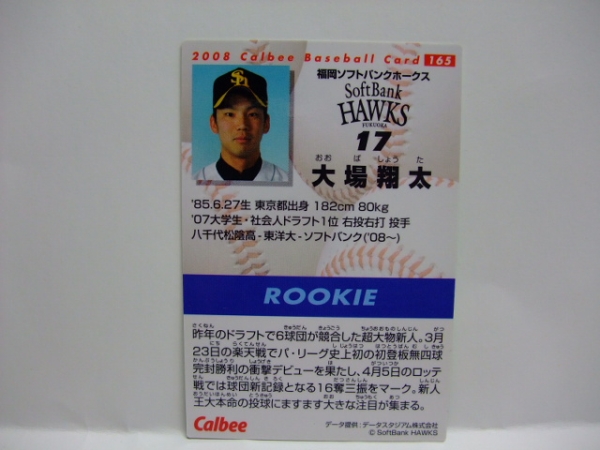 2008 Calbee Baseball Card 165
福岡ソフトバンクホークス
SoftBank
HAWKS
FUKUOKA
17
おお ば しょう た
大場翔太
'85.6.27生 東京都出身 182cm 80kg
'07大学生・社会人ドラフト1位 右投右打 投手
八千代松陰高-東洋大-ソフトバンク('08〜)
ROOKIE
昨年のドラフトで6球団が競合した超大物新人。3月
23日の楽天戦でパ・リーグ史上初の初登板無四球
完封勝利の衝撃デビューを果たし、4月5日のロッテ
戦では球団新記録となる16奪三振をマーク。新人
王大本命の投球にますます大きな注目が集まる。
Calbee
データ提供：データスタジアム株式会社
© SoftBank HAWKS